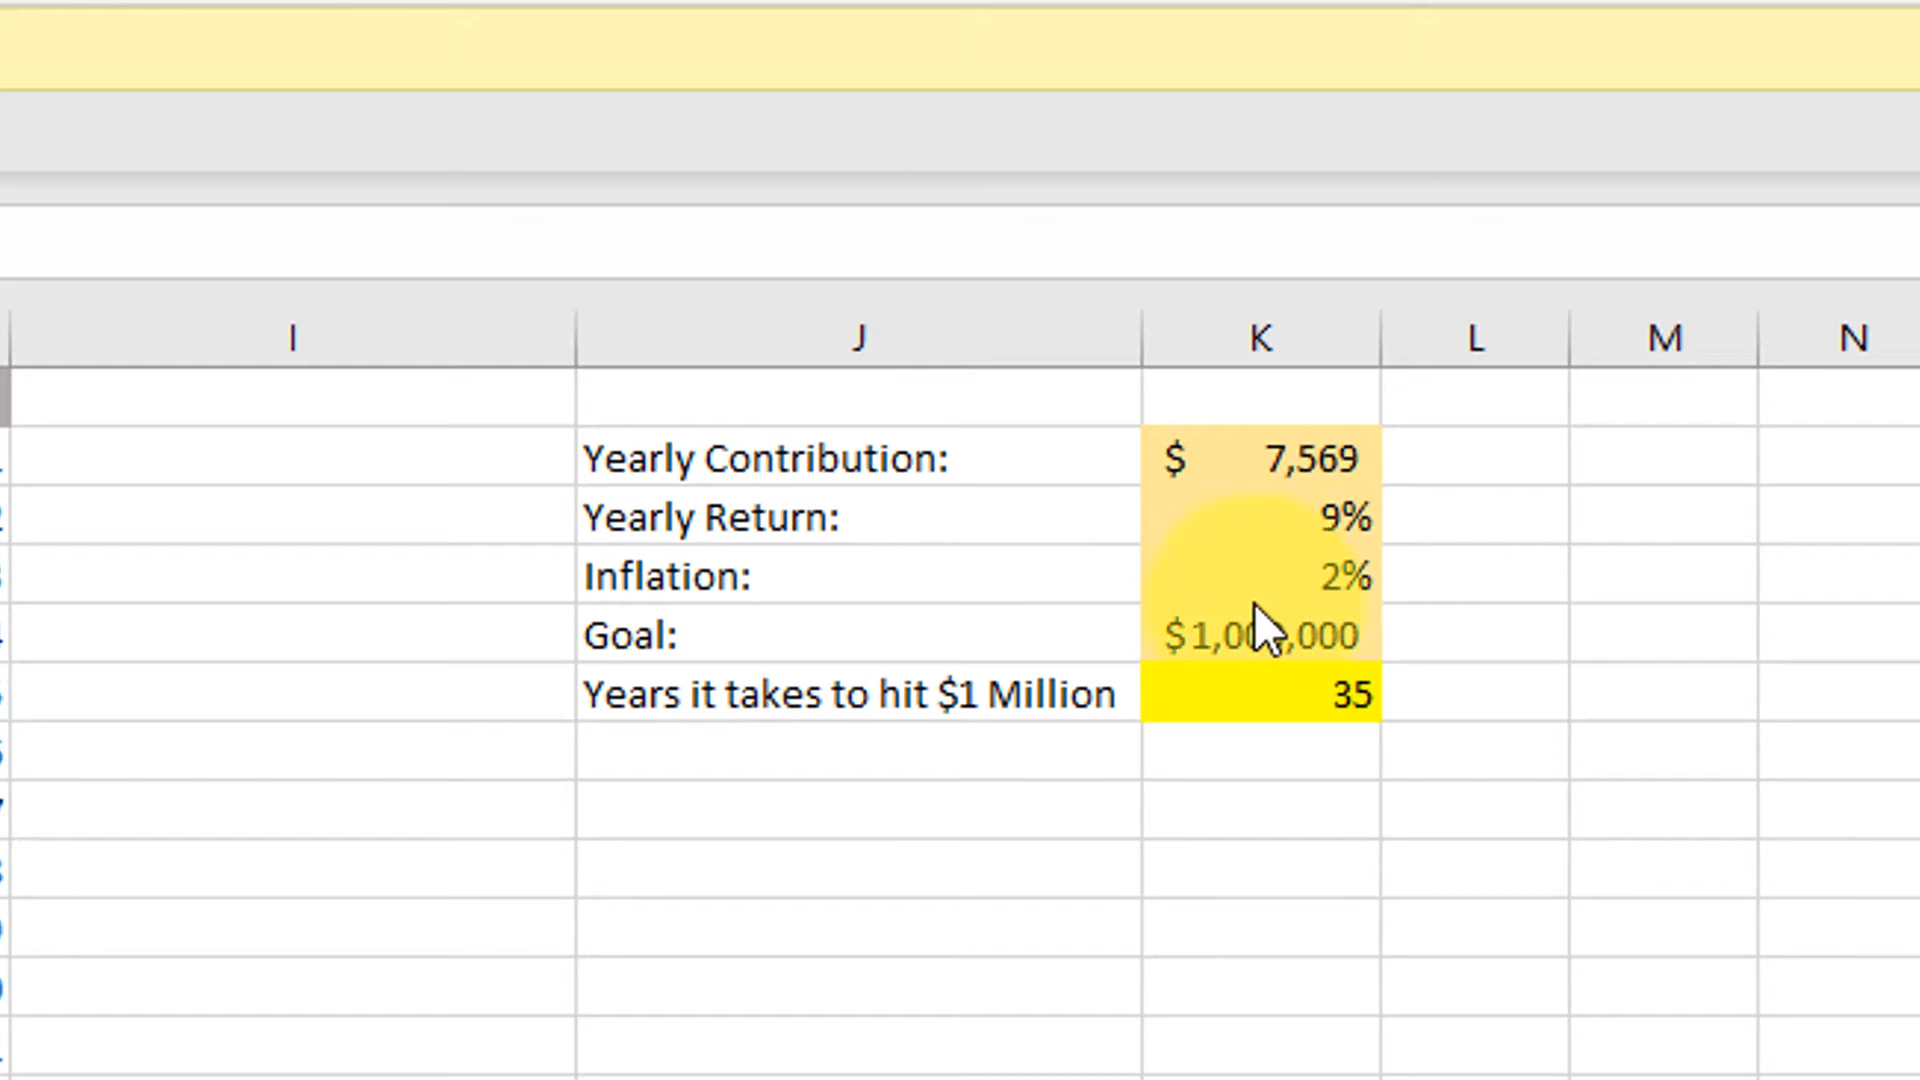 I J K L M N
Yearly Contribution: $ 7,569
Yearly Return: 9%
Inflation: 2%
Goal: $1,000,000
Years it takes to hit $1 Million 35